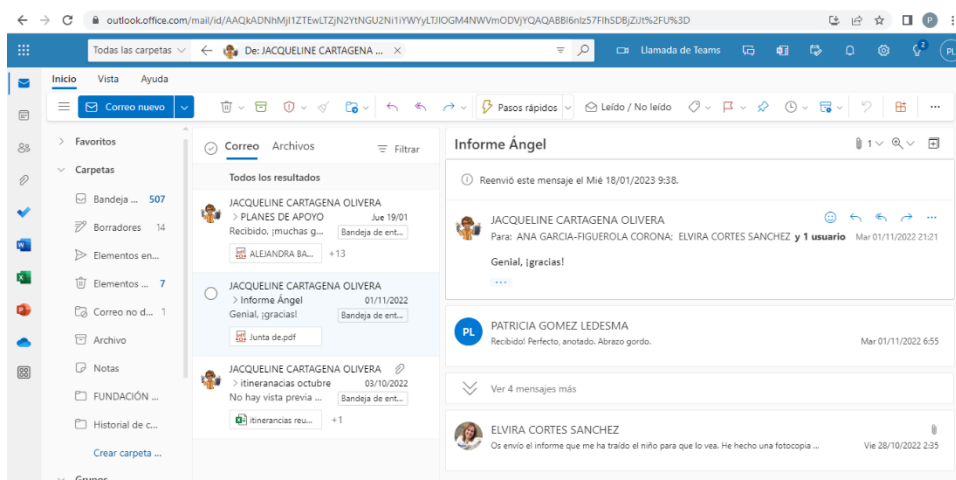 outlook.office.com/mail/id/AAQkADNhMjI1ZTEwLTZjN2YtNGU2Ni1iYWYyLTJIOGM4NWVmODVjYQAQABBI6nIz57FIhSDBjZiJt%2FU%3D
P
Todas las carpetas
De: JACQUELINE CARTAGENA ...
Llamada de Teams
2
PL
Inicio Vista Ayuda
Correo nuevo
Pasos rápidos
Leído / No leído
Favoritos
Carpetas
Bandeja ... 507
Borradores 14
Elementos en...
Elementos ... 7
Correo no d... 1
Archivo
Notas
FUNDACIÓN ...
Historial de c...
Crear carpeta ...
Grupos
Correo Archivos Filtrar
Todos los resultados
JACQUELINE CARTAGENA OLIVERA
> PLANES DE APOYO Jue 19/01
Recibido, ¡muchas g... Bandeja de ent...
ALEJANDRA BA... +13
JACQUELINE CARTAGENA OLIVERA
> Informe Ángel 01/11/2022
Genial, ¡gracias! Bandeja de ent...
Junta de.pdf
JACQUELINE CARTAGENA OLIVERA
> itineranacias octubre 03/10/2022
No hay vista previa ... Bandeja de ent...
itinerancias reu... +1
Informe Ángel
1
Reenvió este mensaje el Mié 18/01/2023 9:38.
JACQUELINE CARTAGENA OLIVERA
Para: ANA GARCIA-FIGUEROLA CORONA; ELVIRA CORTES SANCHEZ y 1 usuario Mar 01/11/2022 21:21
Genial, ¡gracias!
...
PL
PATRICIA GOMEZ LEDESMA
Recibido! Perfecto, anotado. Abrazo gordo. Mar 01/11/2022 6:55
Ver 4 mensajes más
ELVIRA CORTES SANCHEZ
Os envío el informe que me ha traído el niño para que lo vea. He hecho una fotocopia ... Vie 28/10/2022 2:35